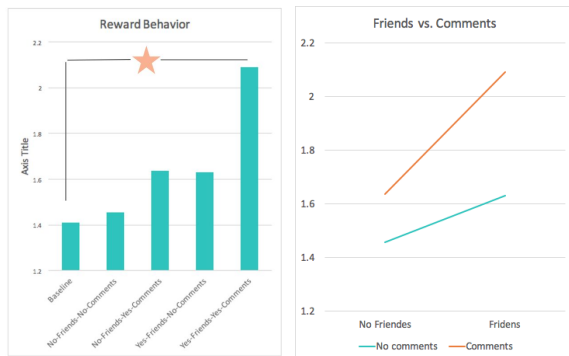 Reward Behavior
2.2
2
1.8
1.6
1.4
1.2
Axis Title
Baseline
No-Friends-No-Comments
No-Friends-Yes-Comments
Yes-Friends-No-Comments
Yes-Friends-Yes-Comments
Friends vs. Comments
2.2
2
1.8
1.6
1.4
1.2
No Friendes
Fridens
No comments
Comments